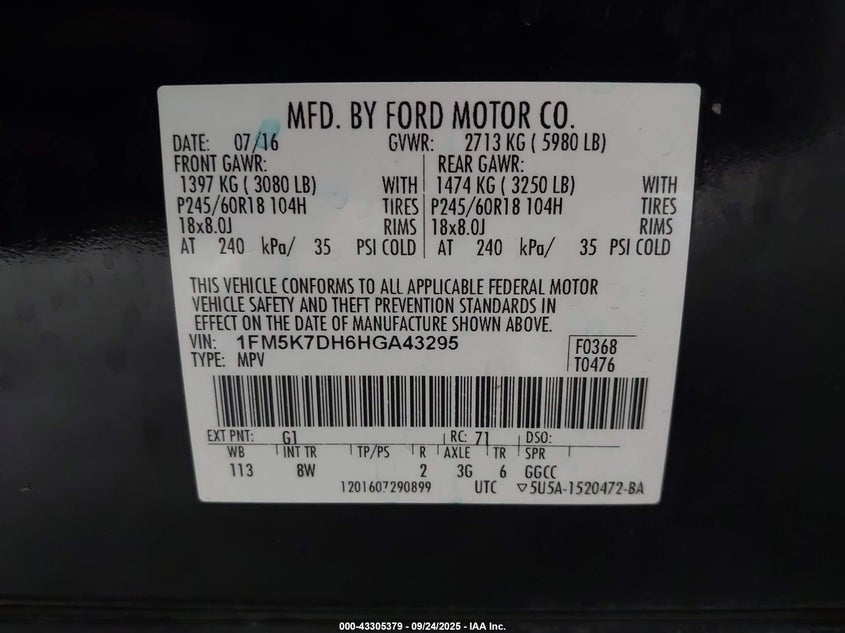 MFD. BY FORD MOTOR CO.
DATE: 07/16 GVWR: 2713 KG ( 5980 LB)
FRONT GAWR: REAR GAWR:
1397 KG ( 3080 LB) WITH 1474 KG ( 3250 LB) WITH
P245/60R18 104H TIRES P245/60R18 104H TIRES
18x8.0J RIMS 18x8.0J RIMS
AT 240 kPa/ 35 PSI COLD AT 240 kPa/ 35 PSI COLD
THIS VEHICLE CONFORMS TO ALL APPLICABLE FEDERAL MOTOR
VEHICLE SAFETY AND THEFT PREVENTION STANDARDS IN
EFFECT ON THE DATE OF MANUFACTURE SHOWN ABOVE.
VIN: 1FM5K7DH6HGA43295 F0368
TYPE: MPV T0476
EXT PNT: G1 RC: 71 DSO:
WB INT TR TP/PS R AXLE TR SPR
113 8W 2 3G 6 GGCC
1201607290899 UTC ▽5U5A-1520472-BA
000-43305379 - 09/24/2025 - IAA Inc.